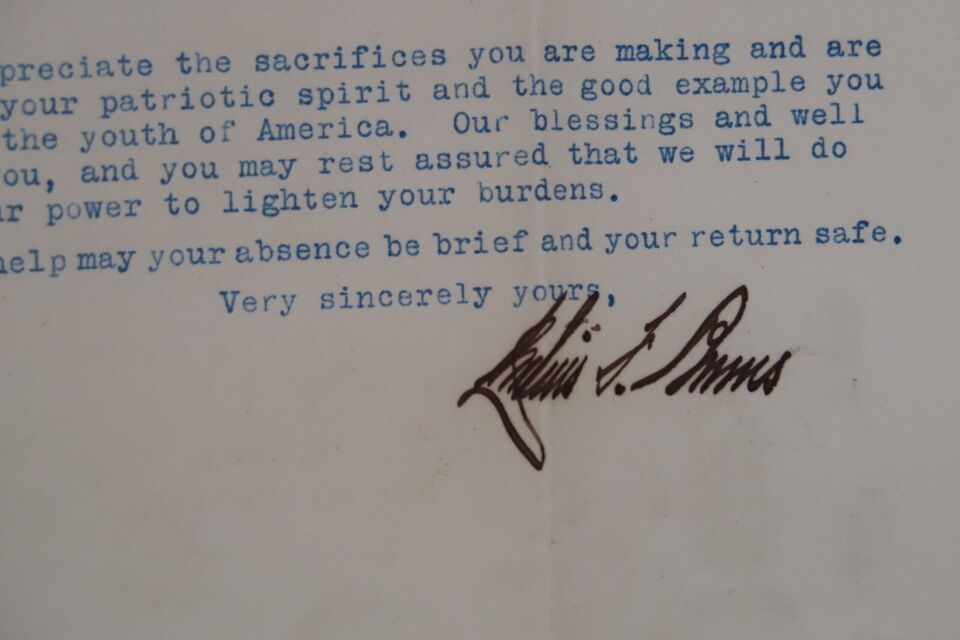 preciate the sacrifices you are making and are
your patriotic spirit and the good example you
the youth of America. Our blessings and well
ou, and you may rest assured that we will do
r power to lighten your burdens.
help may your absence be brief and your return safe.
Very sincerely yours,